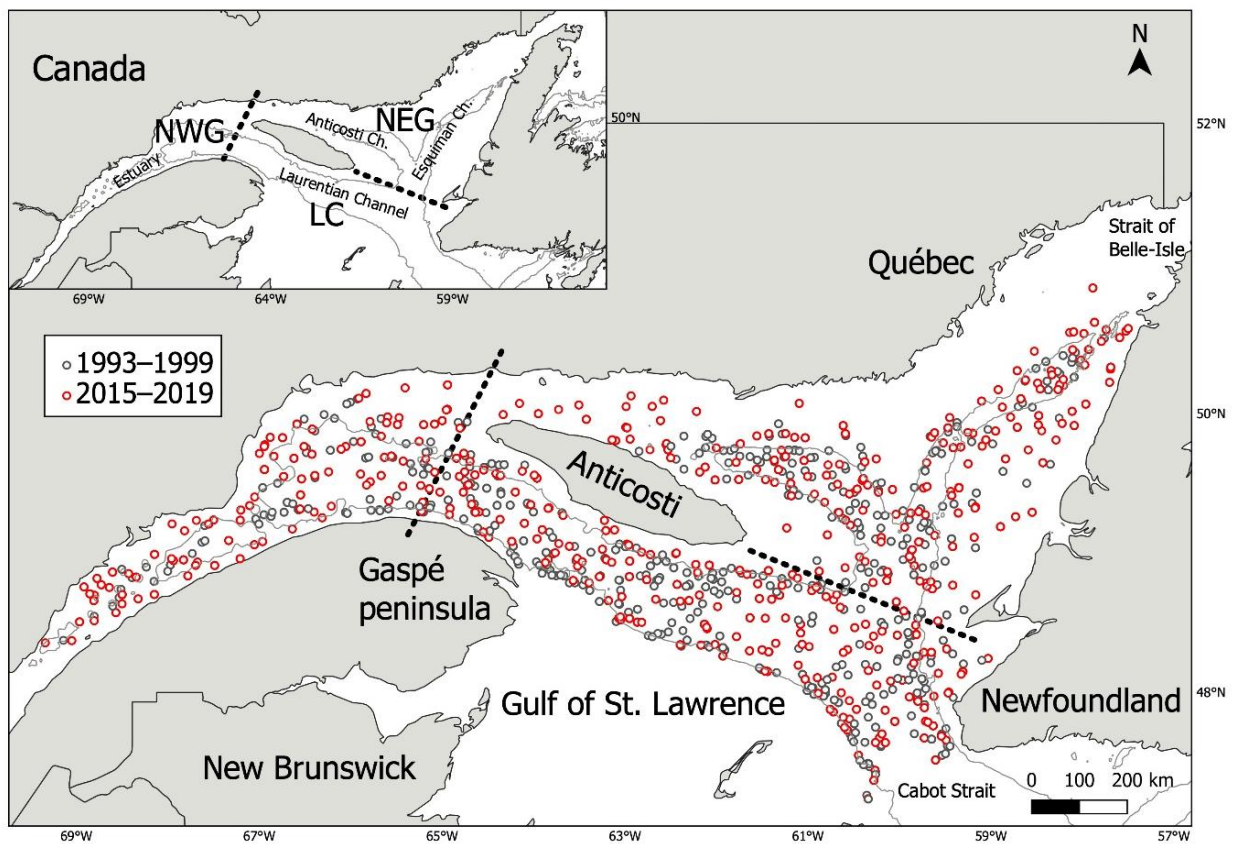 Canada
NWG
NEG
Anticosti Ch.
Esquiman Ch.
Estuary
Laurentian Channel
LC
50°N
69°W
64°W
59°W
N
52°N
Strait of
Belle-Isle
Québec
1993–1999
2015–2019
50°N
Anticosti
Gaspé
peninsula
Gulf of St. Lawrence
Newfoundland
48°N
New Brunswick
Cabot Strait
0 100 200 km
69°W 67°W 65°W 63°W 61°W 59°W 57°W